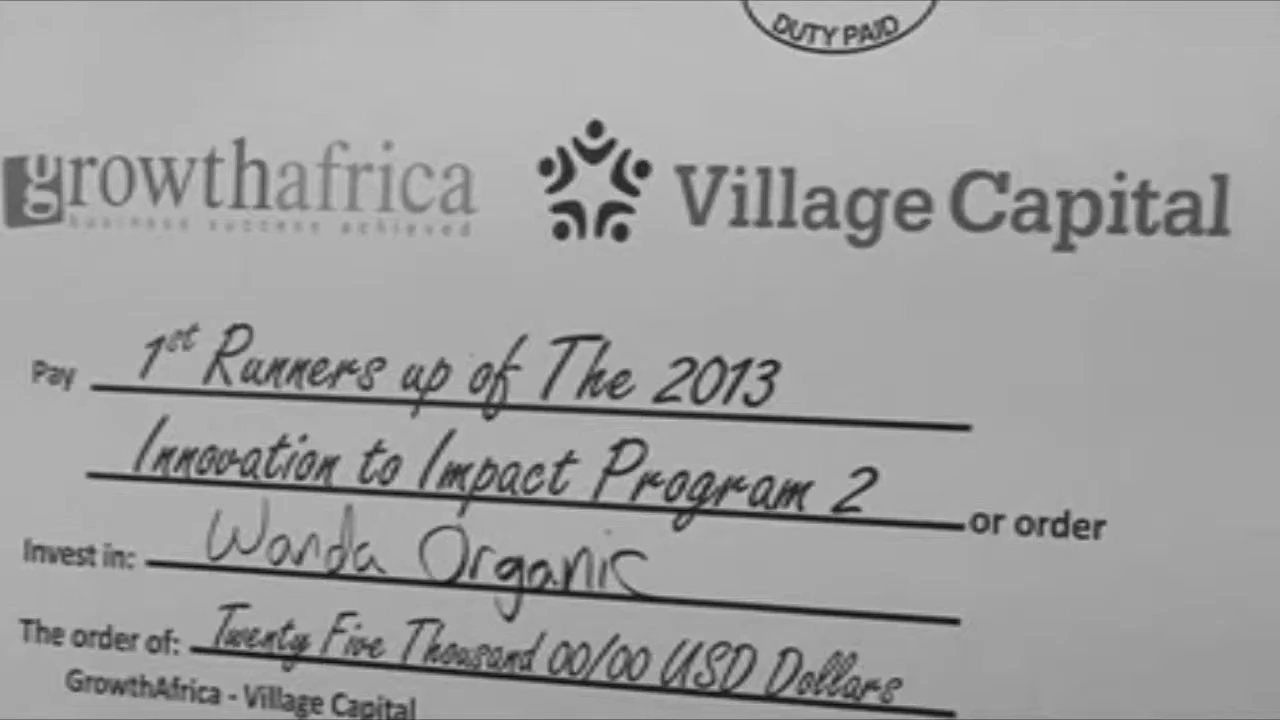 DUTY PAID
growthafrica Village Capital
business success achieved
Pay 1st Runners up of The 2013
Innovation to Impact Program 2 or order
Invest in: Wanda Organic
The order of: Twenty Five Thousand 00/00 USD Dollars
GrowthAfrica - Village Capital